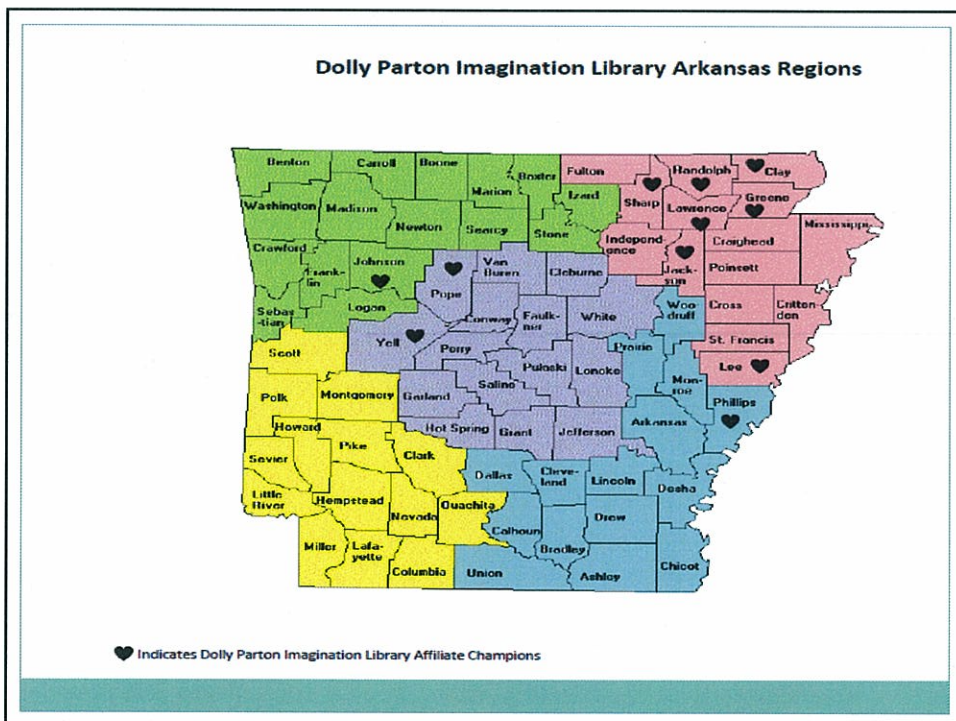 Dolly Parton Imagination Library Arkansas Regions
Benton
Carroll
Boone
Marion
Baxter
Fulton
Izard
Sharp
Randolph
Clay
Lawrence
Greene
Washington
Madison
Newton
Searcy
Stone
Independ-
ence
Jack-
son
Craighead
Mississippi
Crawford
Frank-
lin
Johnson
Logan
Sebas-
-tian
Pope
Van
Buren
Cleburne
Conway
Faulk-
ner
White
Woo-
druff
Poinsett
Cross
Critten-
den
St. Francis
Lee
Scott
Yell
Perry
Pulaski
Lonoke
Prairie
Mon-
roe
Phillips
Polk
Montgomery
Garland
Saline
Hot Spring
Grant
Jefferson
Arkansas
Howard
Pike
Clark
Sevier
Little
River
Hempstead
Nevada
Ouachita
Dallas
Cleve-
land
Lincoln
Desha
Calhoun
Bradley
Drew
Miller
Lafa-
yette
Columbia
Union
Ashley
Chicot
Indicates Dolly Parton Imagination Library Affiliate Champions